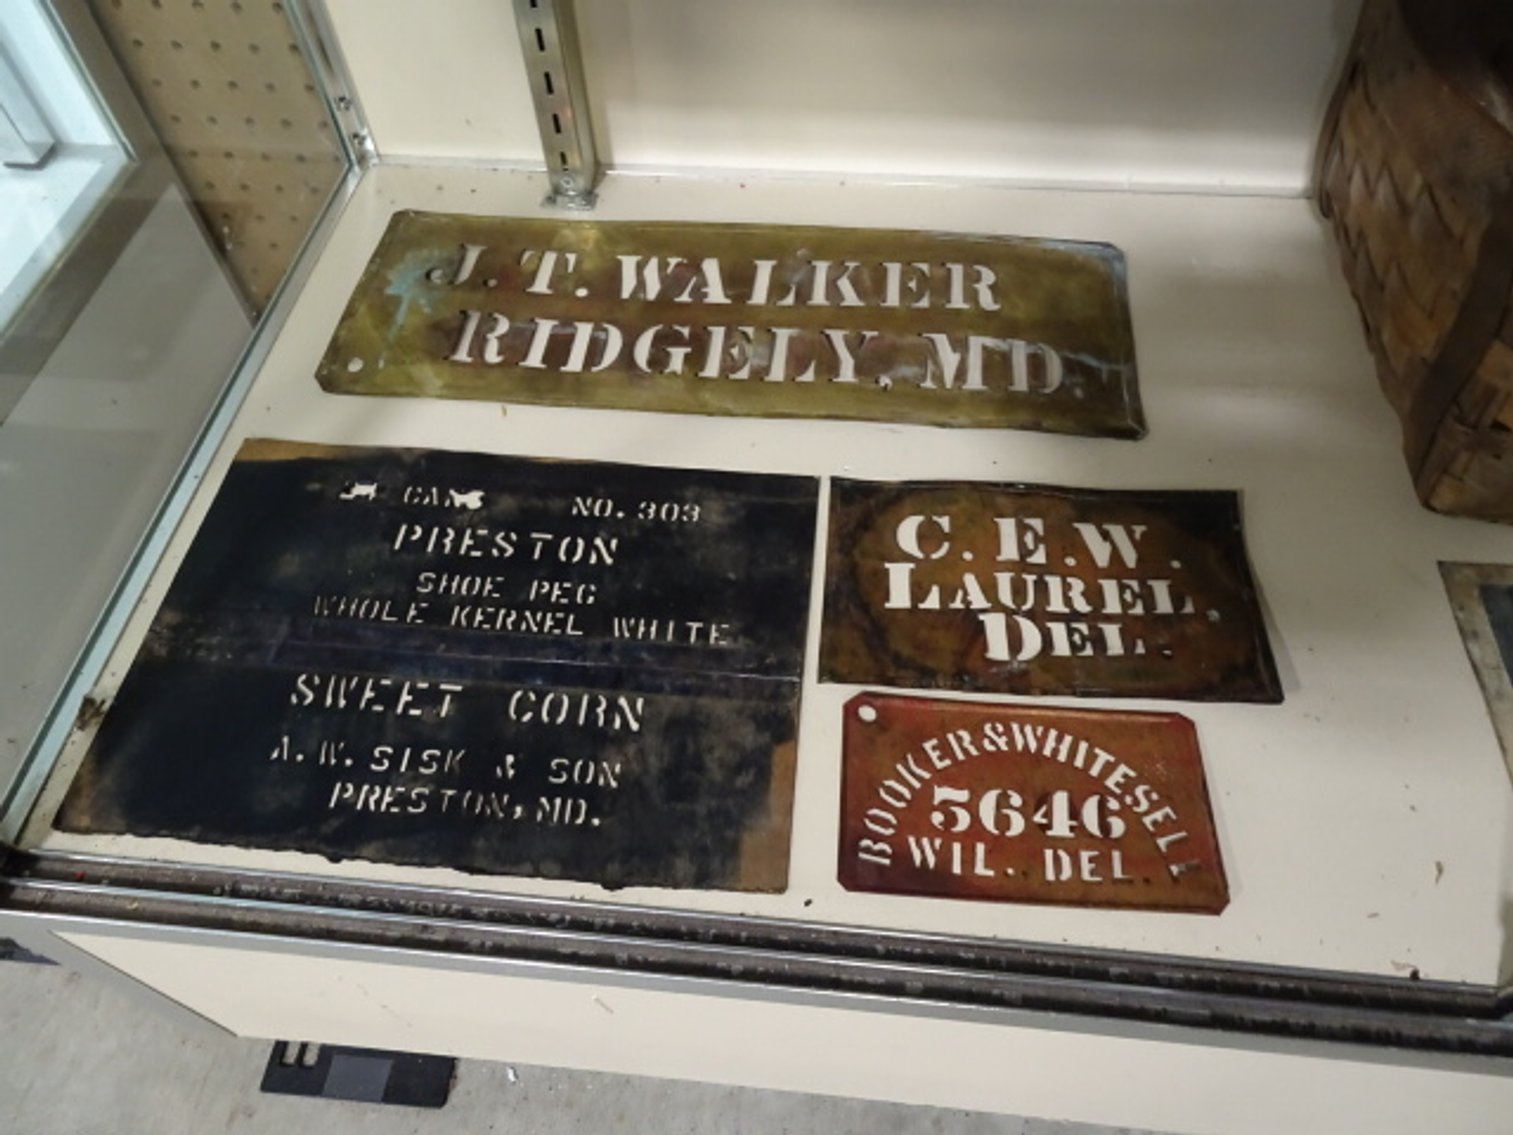 J. T. WALKER
RIDGELY, MD.
CANS NO. 303
PRESTON
SHOE PEG
WHOLE KERNEL WHITE
SWEET CORN
A. W. SISK & SON
PRESTON, MD.
C. E. W.
LAUREL,
DEL.
BOOKER & WHITESELL
5646
WIL.. DEL.